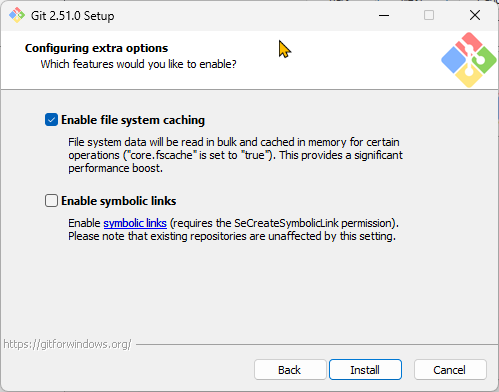 Git 2.51.0 Setup
Configuring extra options
Which features would you like to enable?
Enable file system caching
File system data will be read in bulk and cached in memory for certain
operations ("core.fscache" is set to "true"). This provides a significant
performance boost.
Enable symbolic links
Enable symbolic links (requires the SeCreateSymbolicLink permission).
Please note that existing repositories are unaffected by this setting.
https://gitforwindows.org/
Back
Install
Cancel